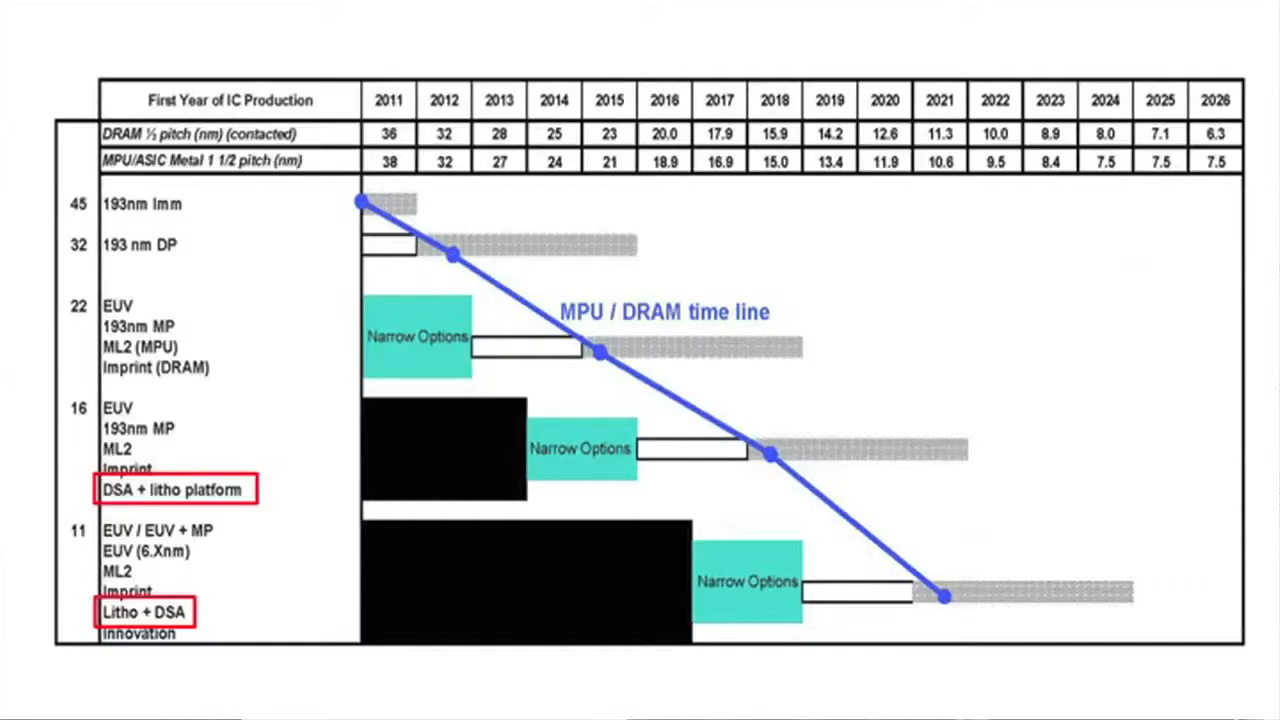 First Year of IC Production 2011 2012 2013 2014 2015 2016 2017 2018 2019 2020 2021 2022 2023 2024 2025 2026
DRAM ½ pitch (nm) (contacted) 36 32 28 25 23 20.0 17.9 15.9 14.2 12.6 11.3 10.0 8.9 8.0 7.1 6.3
MPU/ASIC Metal 1 1/2 pitch (nm) 38 32 27 24 21 18.9 16.9 15.0 13.4 11.9 10.6 9.5 8.4 7.5 7.5 7.5
45 193nm Imm
32 193 nm DP
22 EUV
193nm MP
ML2 (MPU)
Imprint (DRAM)
Narrow Options
MPU / DRAM time line
16 EUV
193nm MP
ML2
Imprint
DSA + litho platform
Narrow Options
11 EUV / EUV + MP
EUV (6.Xnm)
ML2
Imprint
Litho + DSA
Innovation
Narrow Options